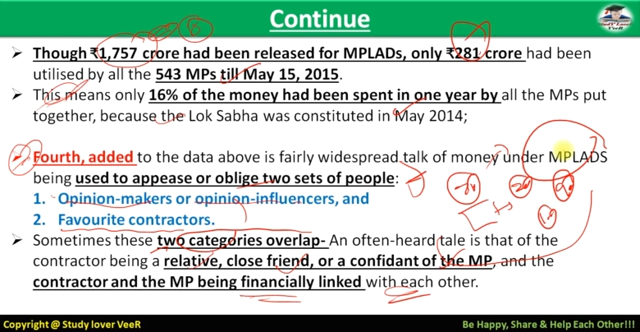 Continue
Study Lover
VeeR
Though ₹1,757 crore had been released for MPLADs, only ₹281 crore had been
utilised by all the 543 MPs till May 15, 2015.
This means only 16% of the money had been spent in one year by all the MPs put
together, because the Lok Sabha was constituted in May 2014;
Fourth, added to the data above is fairly widespread talk of money under MPLADS
being used to appease or oblige two sets of people:
1. Opinion-makers or opinion-influencers, and
2. Favourite contractors.
Sometimes these two categories overlap- An often-heard tale is that of the
contractor being a relative, close friend, or a confidant of the MP, and the
contractor and the MP being financially linked with each other.
Copyright @ Study lover VeeR
Be Happy, Share & Help Each Other!!!